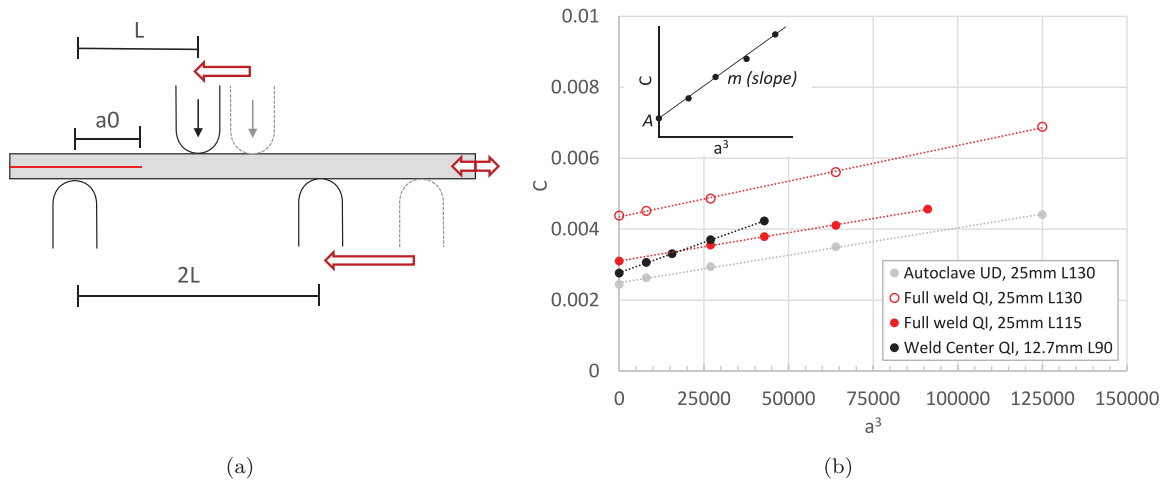 L
a0
2L
(a)
0.01
0.008
0.006
0.004
0.002
0
C
C
A
m (slope)
a³
Autoclave UD, 25mm L130
Full weld QI, 25mm L130
Full weld QI, 25mm L115
Weld Center QI, 12.7mm L90
0 25000 50000 75000 100000 125000 150000
a³
(b)